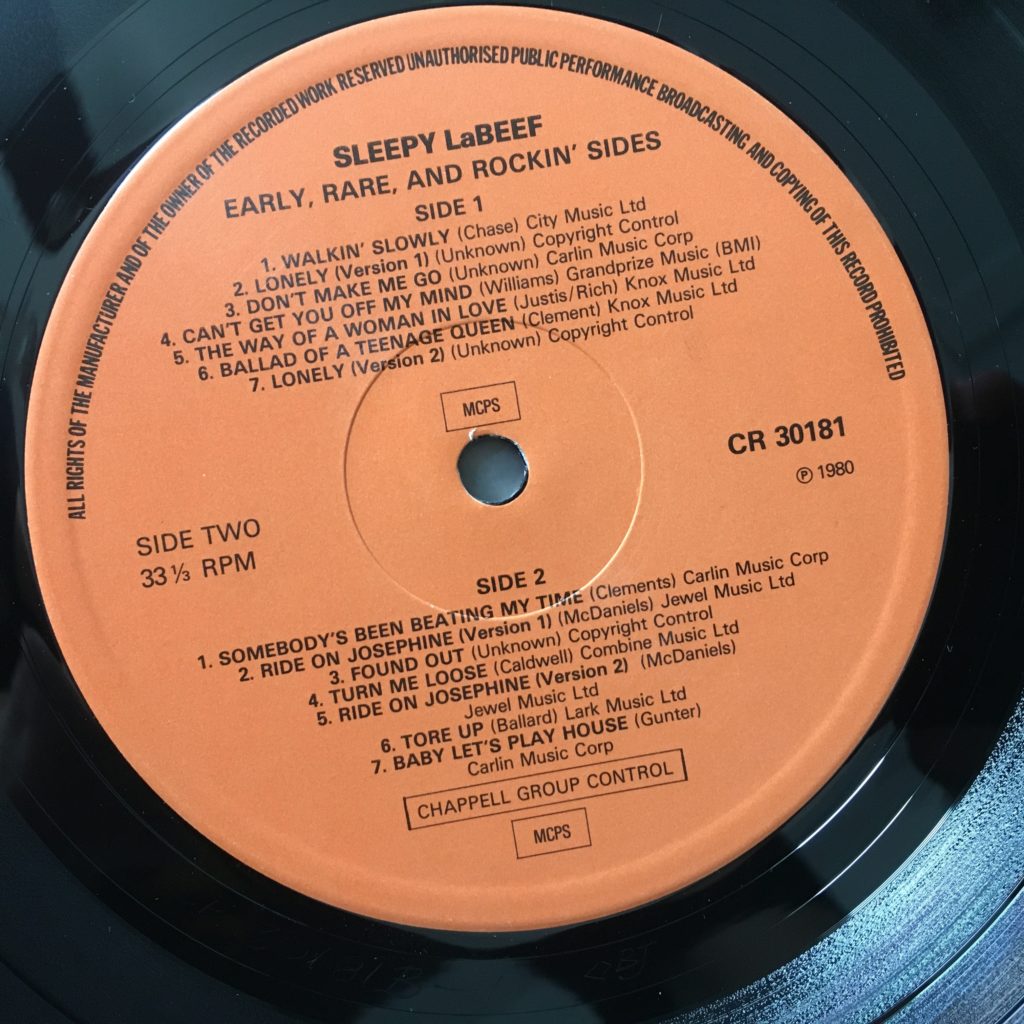 ALL RIGHTS OF THE MANUFACTURER AND OF THE OWNER OF THE RECORDED WORK RESERVED UNAUTHORISED PUBLIC PERFORMANCE BROADCASTING AND COPYING OF THIS RECORD PROHIBITED
SLEEPY LaBEEF
EARLY, RARE, AND ROCKIN' SIDES
SIDE 1
1. WALKIN' SLOWLY (Chase) City Music Ltd
2. LONELY (Version 1) (Unknown) Copyright Control
3. DON'T MAKE ME GO (Unknown) Carlin Music Corp
4. CAN'T GET YOU OFF MY MIND (Williams) Grandprize Music (BMI)
5. THE WAY OF A WOMAN IN LOVE (Justis/Rich) Knox Music Ltd
6. BALLAD OF A TEENAGE QUEEN (Clement) Knox Music Ltd
7. LONELY (Version 2) (Unknown) Copyright Control
MCPS
CR 30181
℗ 1980
SIDE TWO
33⅓ RPM
SIDE 2
1. SOMEBODY'S BEEN BEATING MY TIME (Clements) Carlin Music Corp
2. RIDE ON JOSEPHINE (Version 1) (McDaniels) Jewel Music Ltd
3. FOUND OUT (Unknown) Copyright Control
4. TURN ME LOOSE (Caldwell) Combine Music Ltd
5. RIDE ON JOSEPHINE (Version 2) (McDaniels)
Jewel Music Ltd
6. TORE UP (Ballard) Lark Music Ltd
7. BABY LET'S PLAY HOUSE (Gunter)
Carlin Music Corp
CHAPPELL GROUP CONTROL
MCPS